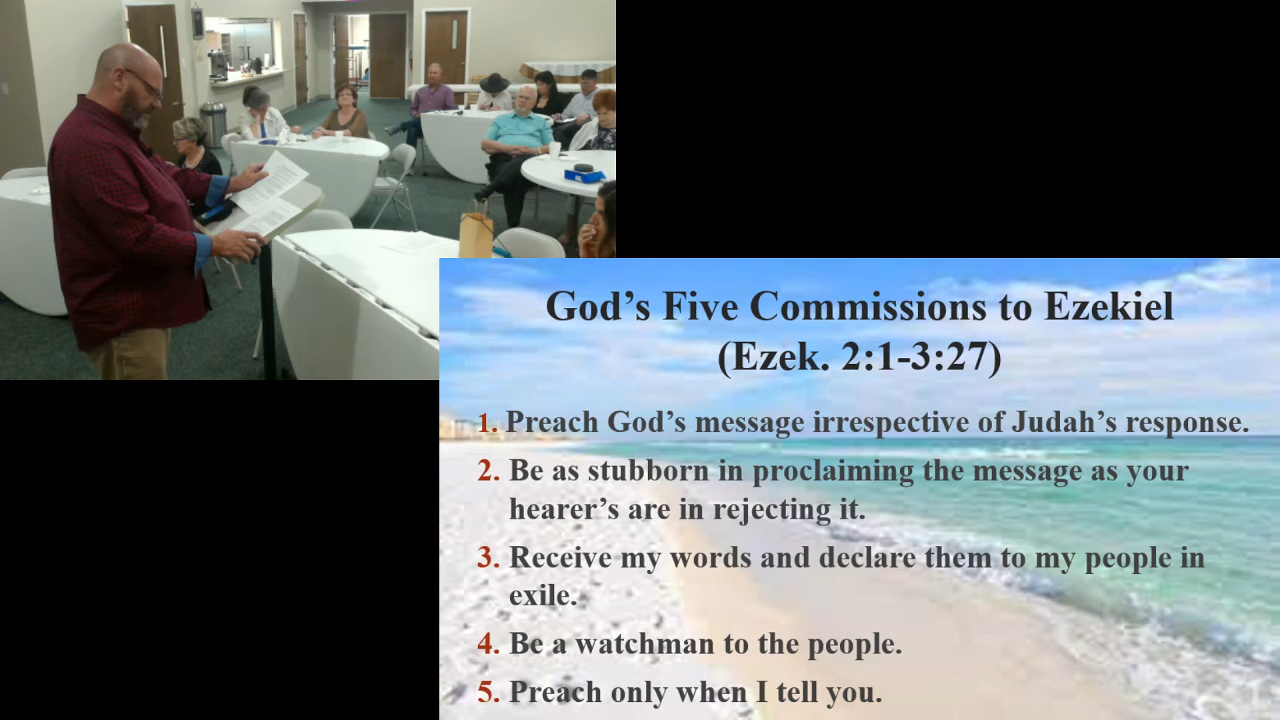 God's Five Commissions to Ezekiel
(Ezek. 2:1-3:27)
1. Preach God's message irrespective of Judah's response.
2. Be as stubborn in proclaiming the message as your
hearer's are in rejecting it.
3. Receive my words and declare them to my people in
exile.
4. Be a watchman to the people.
5. Preach only when I tell you.